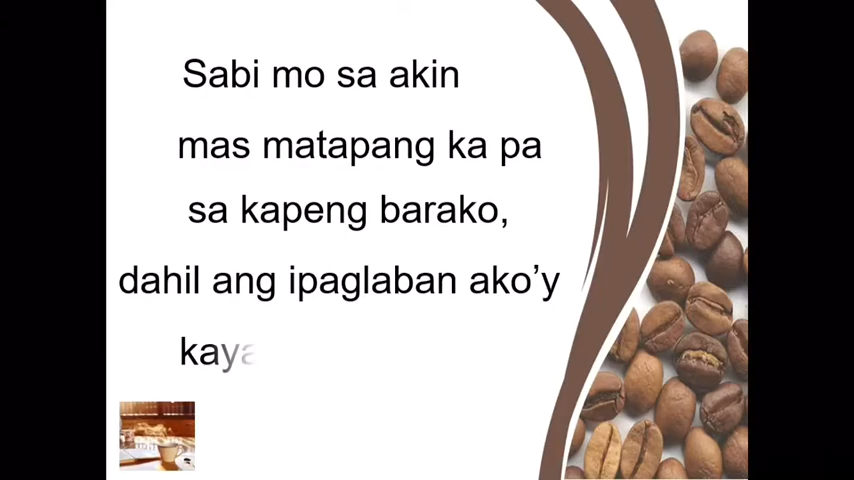 Sabi mo sa akin
mas matapang ka pa
sa kapeng barako,
dahil ang ipaglaban ako’y
kaya